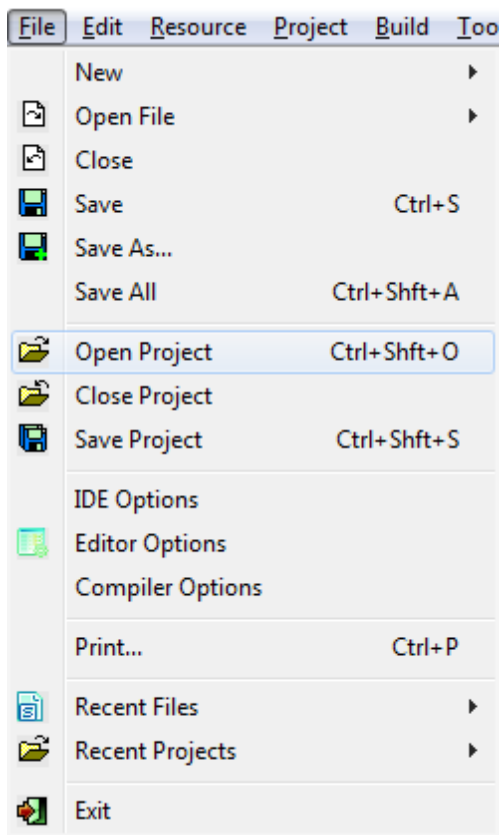 File Edit Resource Project Build Too
New
Open File
Close
Save Ctrl+S
Save As...
Save All Ctrl+Shft+A
Open Project Ctrl+Shft+O
Close Project
Save Project Ctrl+Shft+S
IDE Options
Editor Options
Compiler Options
Print... Ctrl+P
Recent Files
Recent Projects
Exit